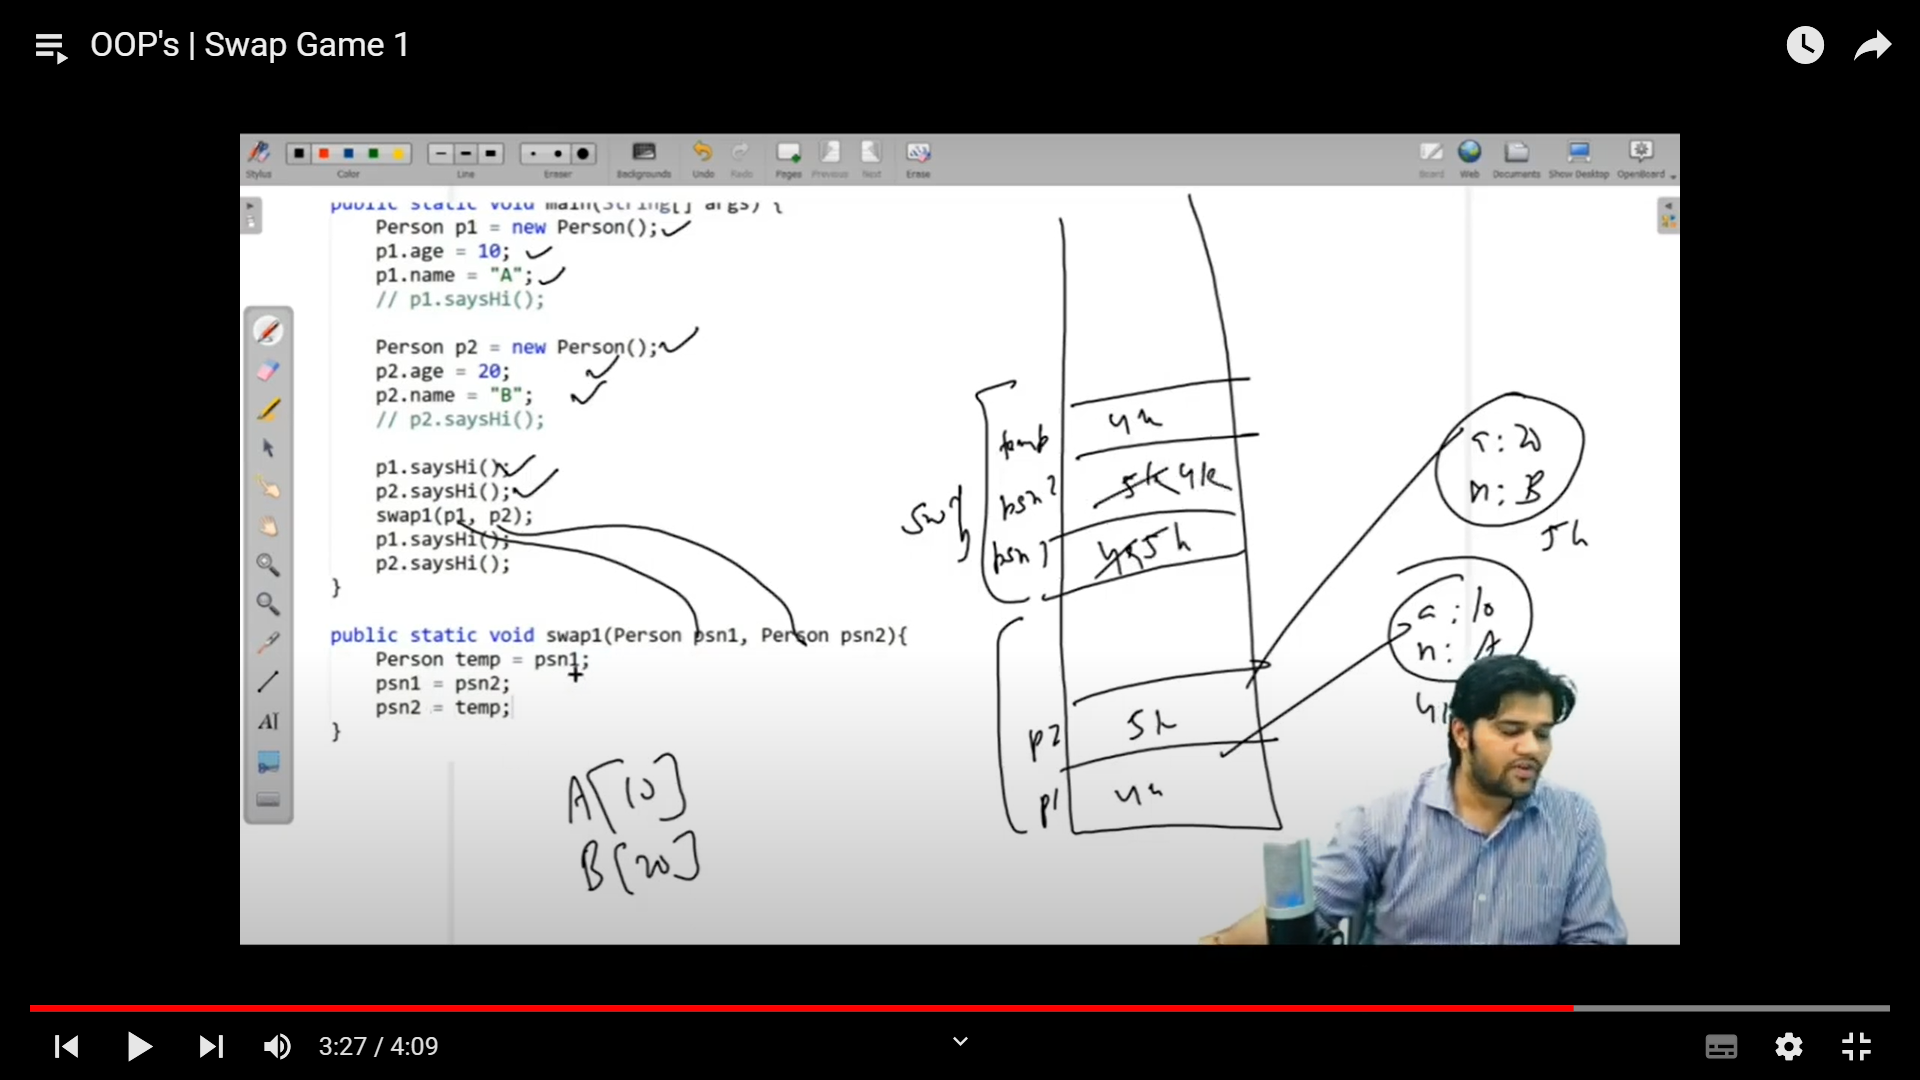 OOP's | Swap Game 1
Stylus
Color
Line
Eraser
Backgrounds
Undo
Redo
Pages
Previous
Next
Erase
Board
Web
Documents
Show Desktop
OpenBoard
public static void main(String[] args) {
Person p1 = new Person();
p1.age = 10;
p1.name = "A";
// p1.saysHi();
Person p2 = new Person();
p2.age = 20;
p2.name = "B";
// p2.saysHi();
p1.saysHi();
p2.saysHi();
swap1(p1, p2);
p1.saysHi();
p2.saysHi();
}
public static void swap1(Person psn1, Person psn2){
Person temp = psn1;
psn1 = psn2;
psn2 = temp;
}
A[10]
B[20]
temp 4k
psn2 5k 4k
psn1 4k 5k
p2 5k
p1 4k
a: 20
n: B
5k
a: 10
n: A
AI
3:27 / 4:09